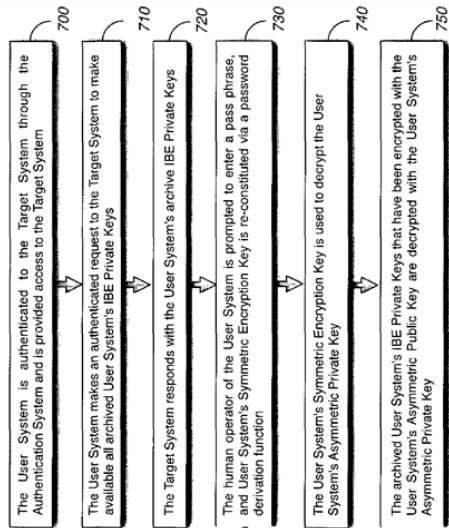 700
The User System is authenticated to the Target System through the
Authentication System and is provided access to the Target System
710
The User System makes an authenticated request to the Target System to make
available all archived User System's IBE Private Keys
720
The Target System responds with the User System's archive IBE Private Keys
730
The human operator of the User System is prompted to enter a pass phrase,
and User System's Symmetric Encryption Key is re-constituted via a password
derivation function
740
The User System's Symmetric Encryption Key is used to decrypt the User
System's Asymmetric Private Key
750
The archived User System's IBE Private Keys that have been encrypted with the
User System's Asymmetric Public Key are decrypted with the User System's
Asymmetric Private Key